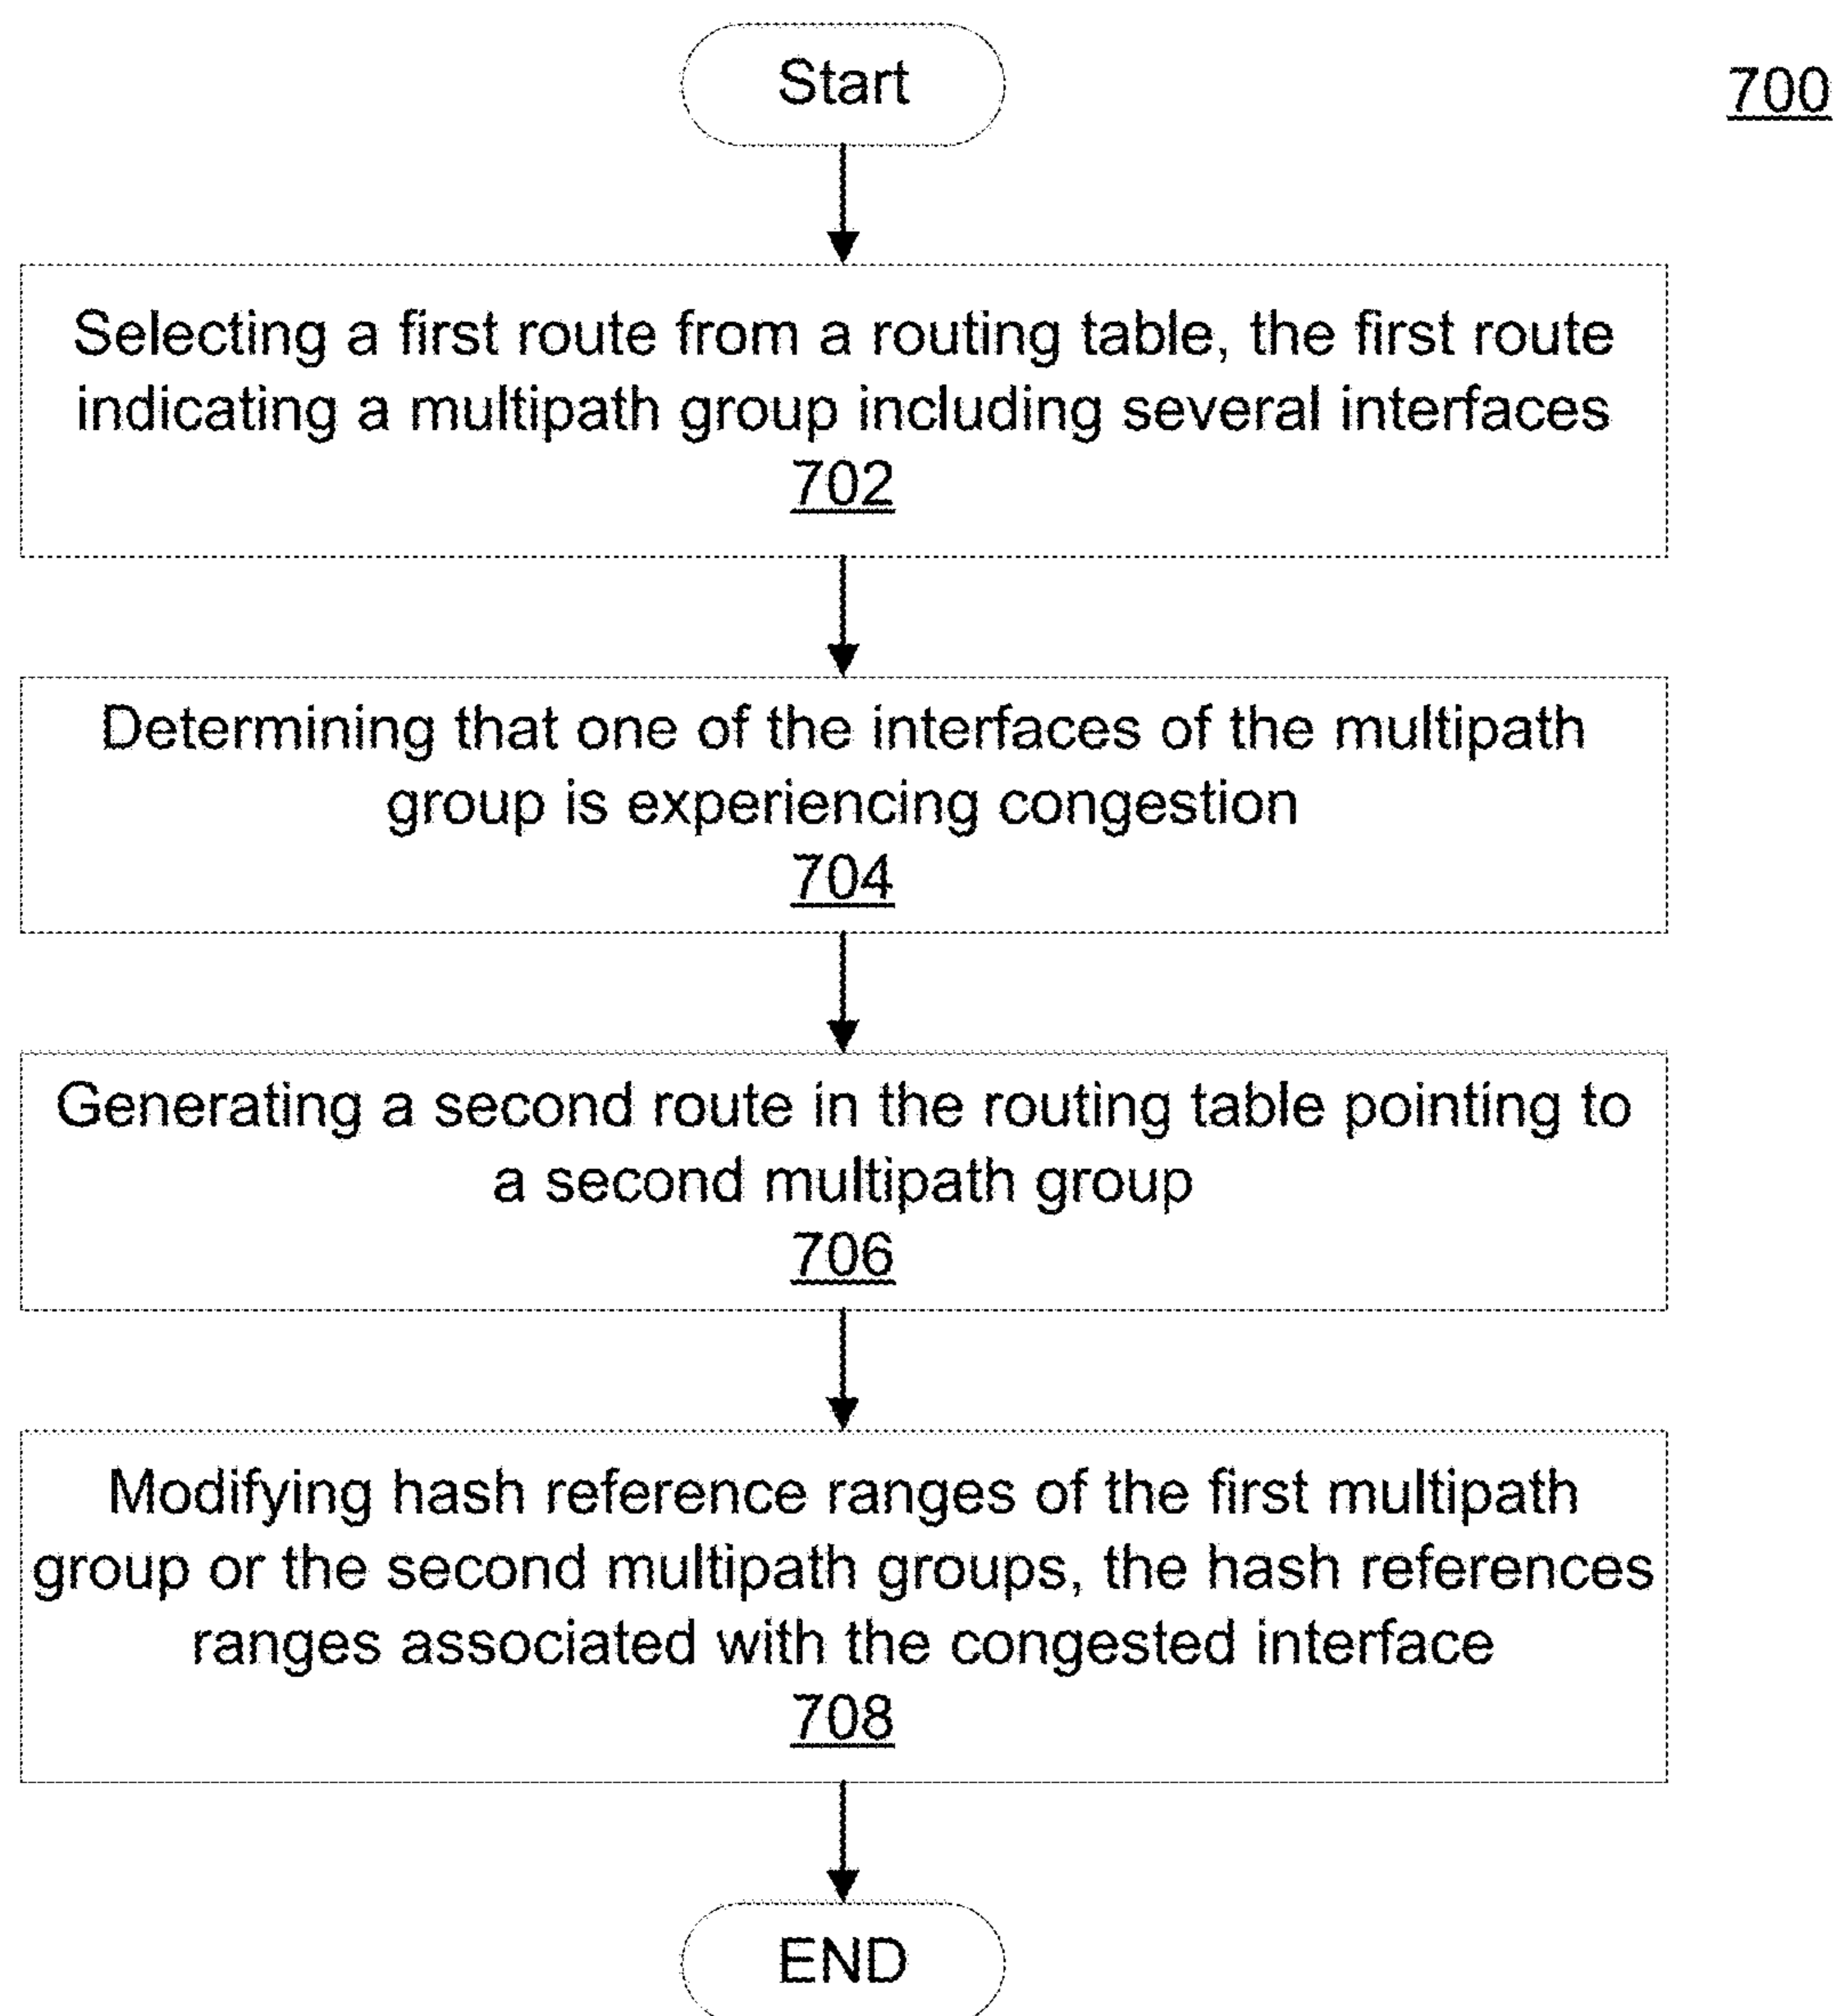 Start
700
Selecting a first route from a routing table, the first route
indicating a multipath group including several interfaces
702
Determining that one of the interfaces of the multipath
group is experiencing congestion
704
Generating a second route in the routing table pointing to
a second multipath group
706
Modifying hash reference ranges of the first multipath
group or the second multipath groups, the hash references
ranges associated with the congested interface
708
END